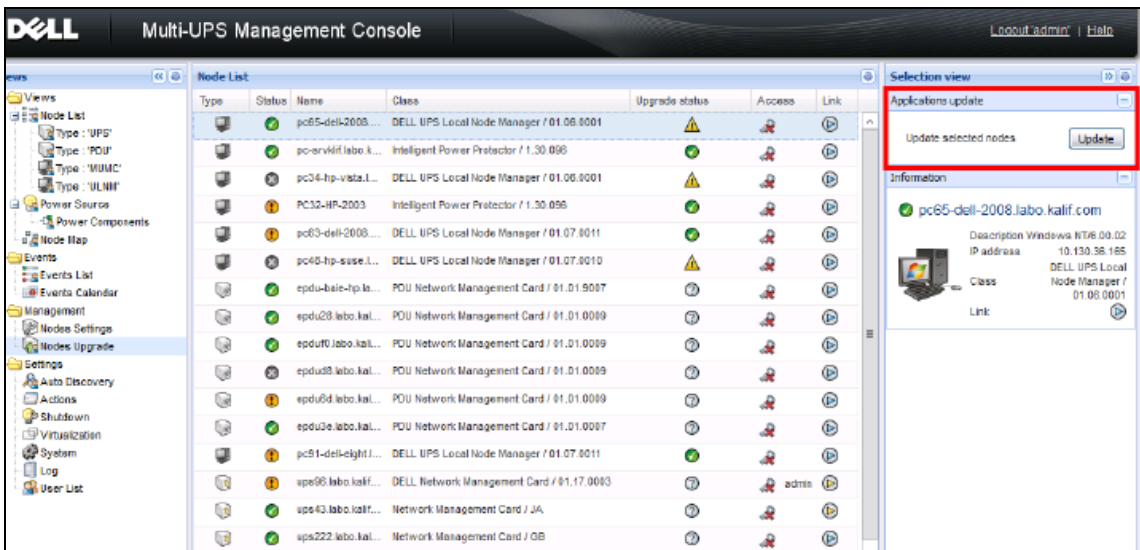 DELL Multi-UPS Management Console Logout 'admin' | Help
ews
Views
Node List
Type : 'UPS'
Type : 'PDU'
Type : 'MUMC'
Type : 'ULNM'
Power Source
Power Components
Node Map
Events
Events List
Events Calendar
Management
Nodes Settings
Nodes Upgrade
Settings
Auto Discovery
Actions
Shutdown
Virtualization
System
Log
User List
Node List
Type Status Name Class Upgrade status Access Link
pc65-dell-2008.... DELL UPS Local Node Manager / 01.06.0001
pc-srvklif.labo.k... Intelligent Power Protector / 1.30.096
pc34-hp-vista.l... DELL UPS Local Node Manager / 01.06.0001
PC32-HP-2003 Intelligent Power Protector / 1.30.096
pc63-dell-2008.... DELL UPS Local Node Manager / 01.07.0011
pc48-hp-suse.l... DELL UPS Local Node Manager / 01.07.0010
epdu-baie-hp.la... PDU Network Management Card / 01.01.9007
epdu28.labo.kal... PDU Network Management Card / 01.01.0009
epduf0.labo.kal... PDU Network Management Card / 01.01.0009
epdud8.labo.kal... PDU Network Management Card / 01.01.0009
epdu6d.labo.kal... PDU Network Management Card / 01.01.0009
epdu3e.labo.kal... PDU Network Management Card / 01.01.0007
pc91-dell-eight.l... DELL UPS Local Node Manager / 01.07.0011
ups96.labo.kalif... DELL Network Management Card / 01.17.0003 admin
ups43.labo.kalif... Network Management Card / JA
ups222.labo.kal... Network Management Card / GB
Selection view
Applications update
Update selected nodes Update
Information
pc65-dell-2008.labo.kalif.com
Description Windows NT/6.00.02
IP address 10.130.36.165
Class DELL UPS Local
Node Manager /
01.06.0001
Link